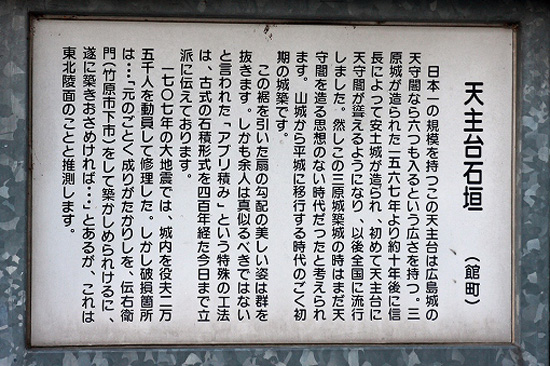 天主台石垣
(館町)
日本一の規模を持つこの天主台は広島城の
天守閣なら六つも入るという広さを持つ。三
原城が造られた一五六七年より約十年後に信
長によって安土城が造られ、初めて天主台に
天守閣が聳えるようになり、以後全国に流行
しました。然しこの三原城築城の時はまだ天
守閣を造る思想のない時代だったと考えられ
ます。山城から平城に移行する時代のごく初
期の城築です。
この裾を引いた扇の勾配の美しい姿は群を
抜きます。しかも余人は真似るべきではない
と言われた「アブリ積み」という特殊の工法
は、古式の石積形式を四百年経た今日まで立
派に伝えております。
一七〇七年の大地震では、城内を役夫二万
五千人を動員して修理した。しかし破損箇所
は…「元のごとく成りがたかりしを、伝右衛
門(竹原市下市)をして築かしめられけるに、
遂に築きおさめければ…」とあるが、これは
東北陵面のことと推測します。